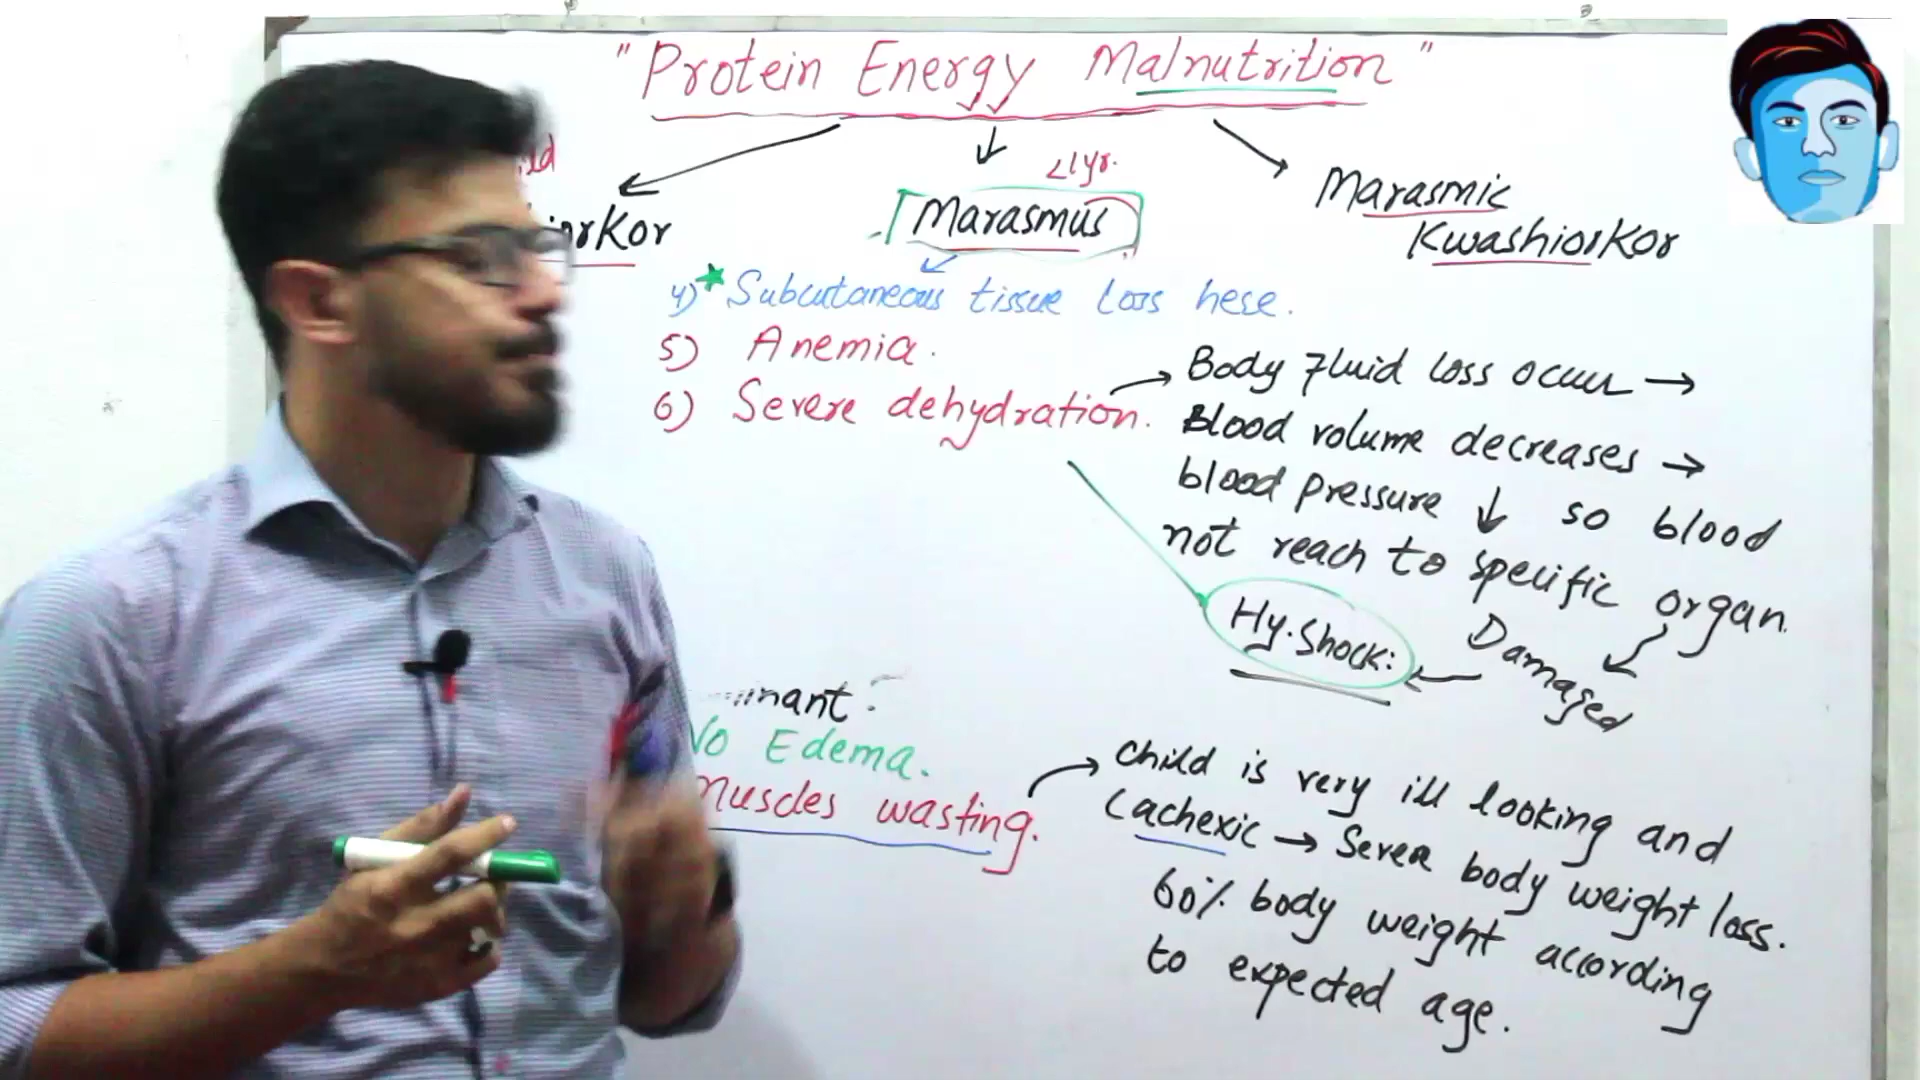 " Protein Energy Malnutrition "
<1yr.
Marasmus
Marasmic
Kwashiorkor
4) * Subcutaneous tissue loss here.
5) Anemia.
6) Severe dehydration.
Body fluid loss occur →
Blood volume decreases →
blood pressure ↓ so blood
not reach to specific organ.
Damaged
Hy. Shock:
No Edema.
Muscles wasting.
Child is very ill looking and
Cachexic → Sever body weight loss.
60% body weight according
to expected age.